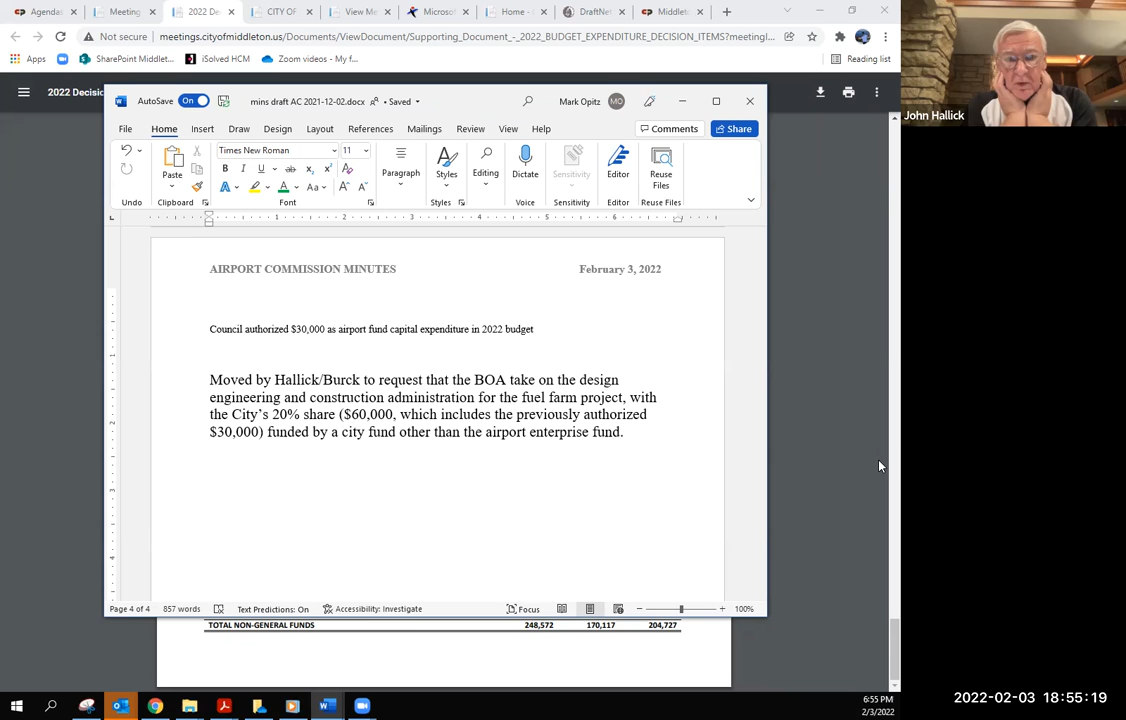 Agendas
Meeting
2022 De
CITY OF
View Me
Microsof
Home -
DraftNet
Middlet
Not secure
meetings.cityofmiddleton.us/Documents/ViewDocument/Supporting_Document_-_2022_BUDGET_EXPENDITURE_DECISION_ITEMS?meetingI...
Apps
SharePoint Middlet...
iSolved HCM
Zoom videos - My f...
Reading list
2022 Decisio
John Hallick
AutoSave On
mins draft AC 2021-12-02.docx
• Saved
Mark Opitz
MO
File Home Insert Draw Design Layout References Mailings Review View Help
Comments
Share
Times New Roman
11
Paste
Paragraph
Styles
Editing
Dictate
Sensitivity
Editor
Reuse
Files
Undo
Clipboard
Font
Styles
Voice
Sensitivity
Editor
Reuse Files
AIRPORT COMMISSION MINUTES
February 3, 2022
Council authorized $30,000 as airport fund capital expenditure in 2022 budget
Moved by Hallick/Burck to request that the BOA take on the design
engineering and construction administration for the fuel farm project, with
the City's 20% share ($60,000, which includes the previously authorized
$30,000) funded by a city fund other than the airport enterprise fund.
Page 4 of 4
857 words
Text Predictions: On
Accessibility: Investigate
Focus
100%
TOTAL NON-GENERAL FUNDS 248,572 170,117 204,727
6:55 PM
2/3/2022
2022-02-03 18:55:19